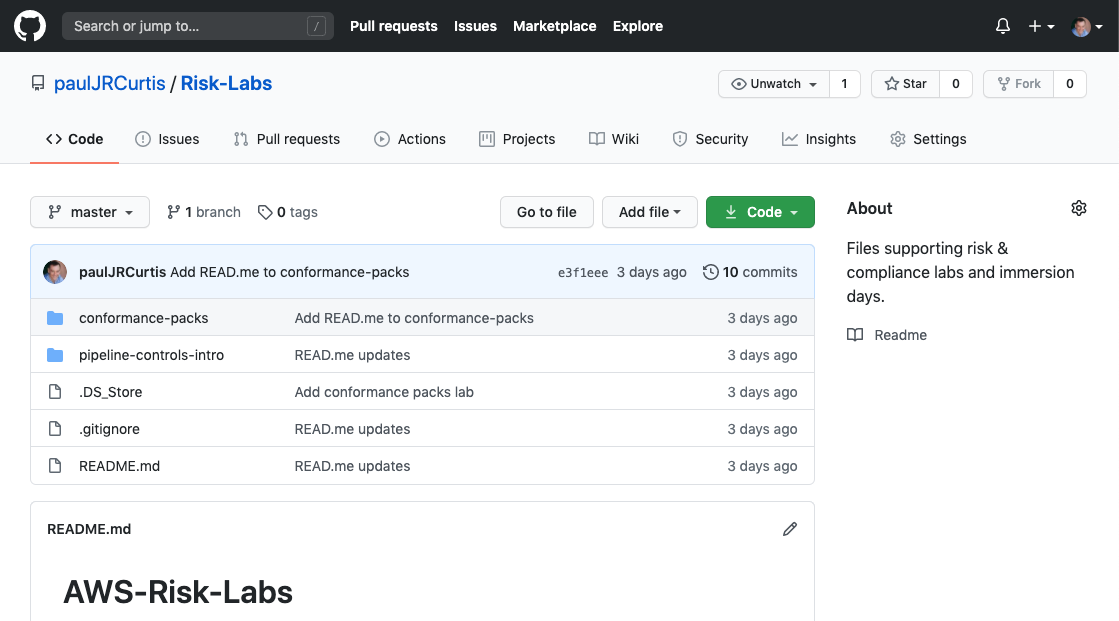 Search or jump to... /
Pull requests Issues Marketplace Explore
paulJRCurtis / Risk-Labs
Unwatch 1 Star 0 Fork 0
Code Issues Pull requests Actions Projects Wiki Security Insights Settings
master 1 branch 0 tags Go to file Add file Code
paulJRCurtis Add READ.me to conformance-packs e3f1eee 3 days ago 10 commits
conformance-packs Add READ.me to conformance-packs 3 days ago
pipeline-controls-intro READ.me updates 3 days ago
.DS_Store Add conformance packs lab 3 days ago
.gitignore READ.me updates 3 days ago
README.md READ.me updates 3 days ago
README.md
AWS-Risk-Labs
About
Files supporting risk &
compliance labs and immersion
days.
Readme